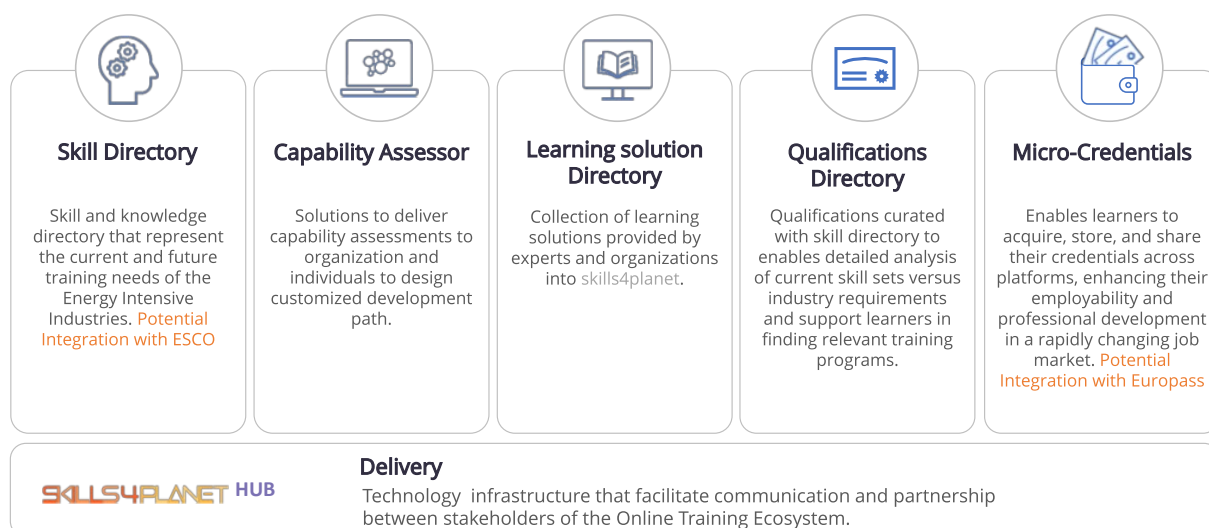 Skill Directory
Skill and knowledge
directory that represent
the current and future
training needs of the
Energy Intensive
Industries. Potential
Integration with ESCO
Capability Assessor
Solutions to deliver
capability assessments to
organization and
individuals to design
customized development
path.
Learning solution
Directory
Collection of learning
solutions provided by
experts and organizations
into skills4planet.
Qualifications
Directory
Qualifications curated
with skill directory to
enables detailed analysis
of current skill sets versus
industry requirements
and support learners in
finding relevant training
programs.
Micro-Credentials
Enables learners to
acquire, store, and share
their credentials across
platforms, enhancing their
employability and
professional development
in a rapidly changing job
market. Potential
Integration with Europass
SKILLS4PLANET HUB
Delivery
Technology infrastructure that facilitate communication and partnership
between stakeholders of the Online Training Ecosystem.